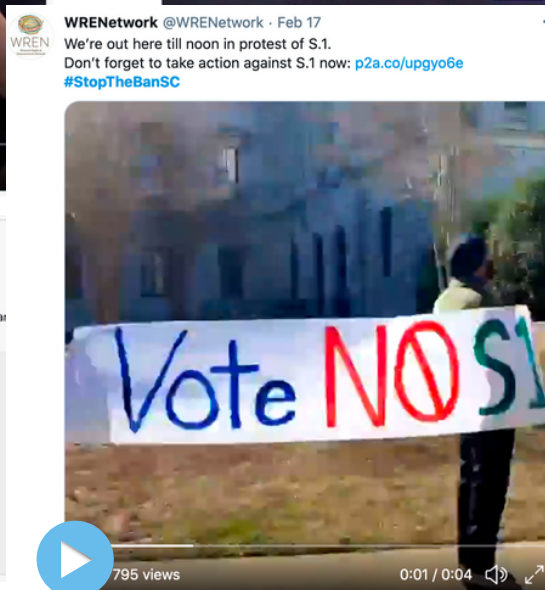 WRENetwork @WRENetwork · Feb 17
We're out here till noon in protest of S.1.
Don't forget to take action against S.1 now: p2a.co/upgyo6e
#StopTheBanSC
WREN
Vote NO S1
795 views
0:01 / 0:04